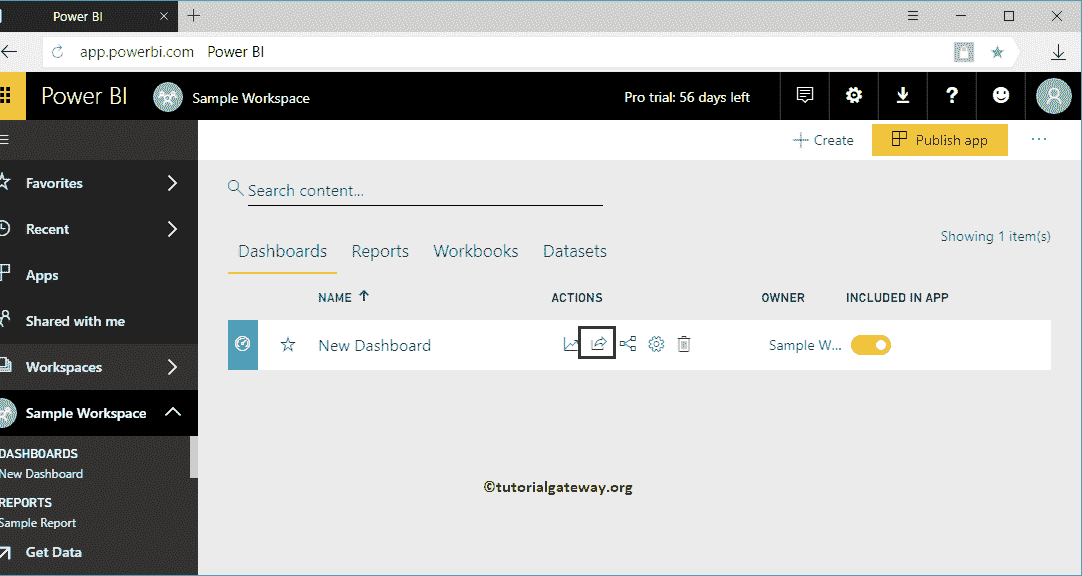 Power BI
app.powerbi.com Power BI
Power BI Sample Workspace Pro trial: 56 days left ?
Create Publish app ...
Favorites
Recent
Apps
Shared with me
Workspaces
Sample Workspace
DASHBOARDS
New Dashboard
REPORTS
Sample Report
Get Data
Search content...
Showing 1 item(s)
Dashboards Reports Workbooks Datasets
NAME ACTIONS OWNER INCLUDED IN APP
New Dashboard Sample W...
©tutorialgateway.org